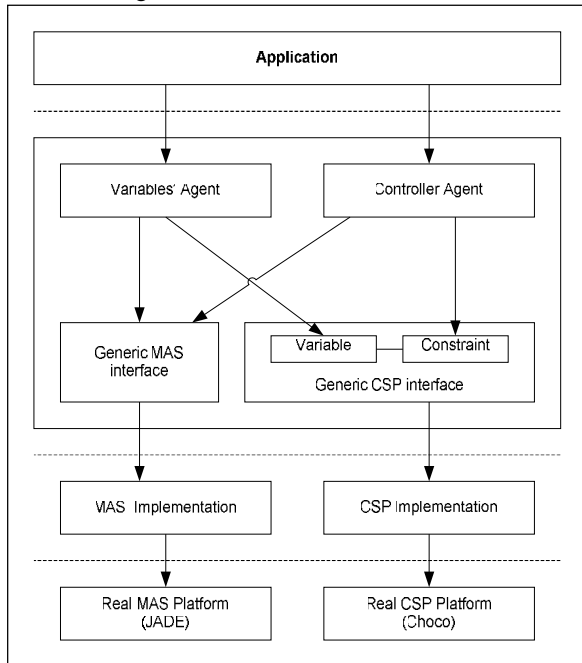 Application
Variables' Agent
Controller Agent
Generic MAS
interface
Variable
Constraint
Generic CSP interface
MAS Implementation
CSP Implementation
Real MAS Platform
(JADE)
Real CSP Platform
(Choco)